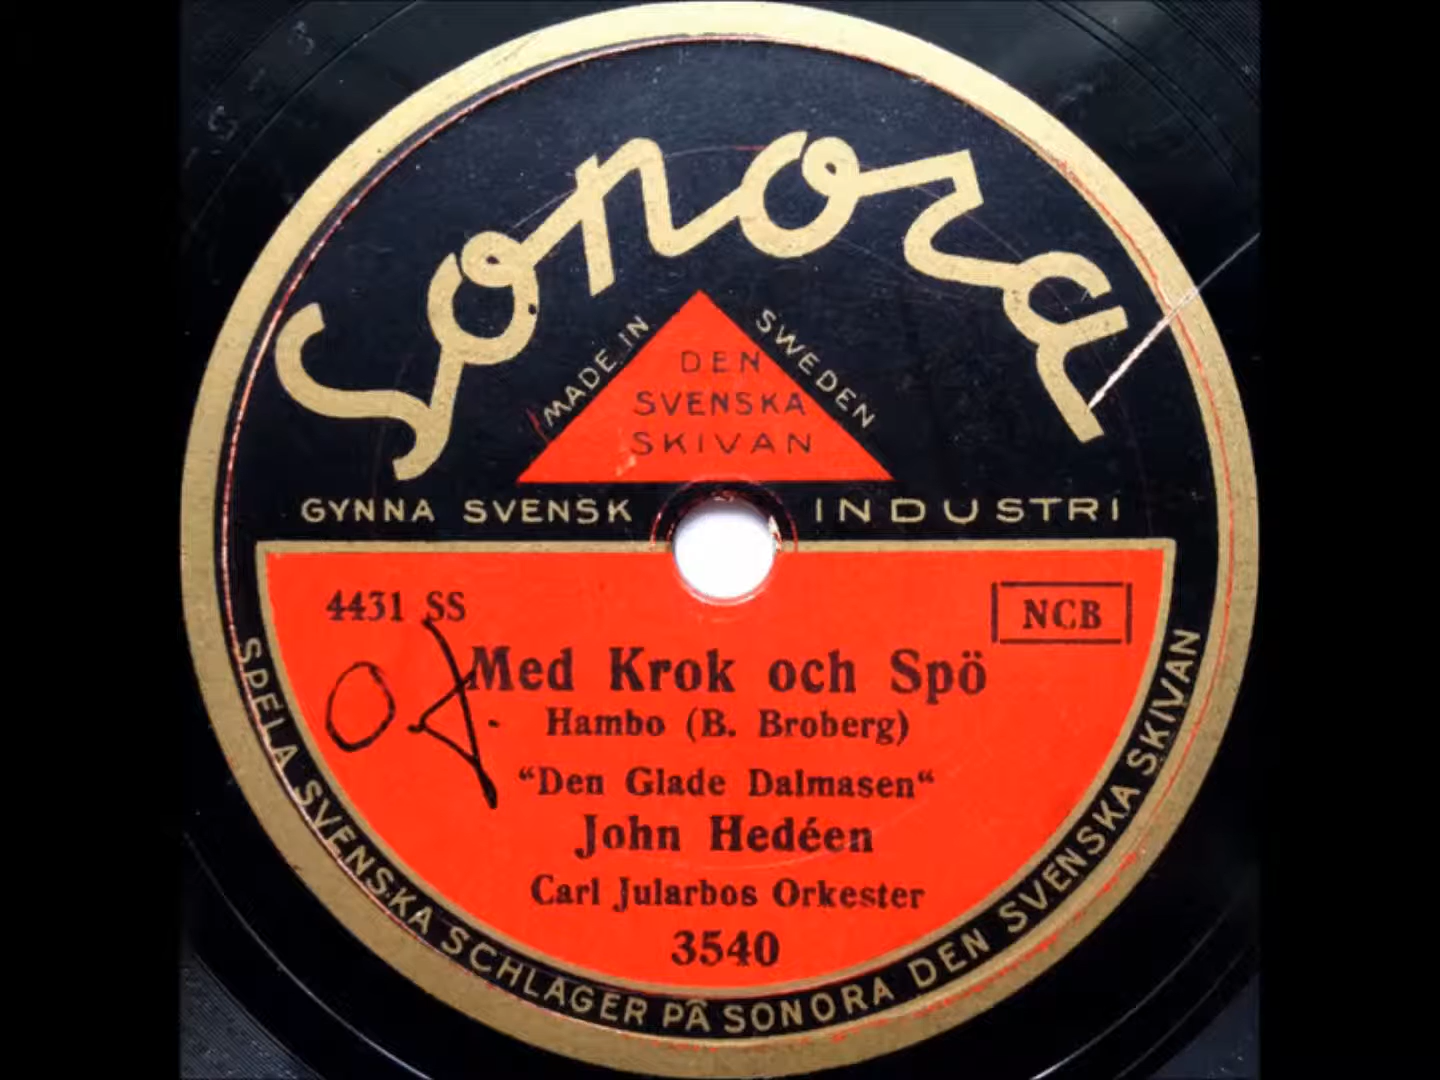 Sonora
MADE IN SWEDEN
DEN
SVENSKA
SKIVAN
GYNNA SVENSK INDUSTRI
4431 SS
NCB
Med Krok och Spö
Hambo (B. Broberg)
“Den Glade Dalmasen“
John Hedéen
Carl Jularbos Orkester
3540
SPELA SVENSKA SCHLAGER PÅ SONORA DEN SVENSKA SKIVAN